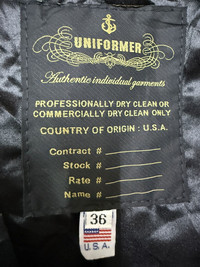 UNIFORMER
Authentic individual garments
PROFESSIONALLY DRY CLEAN OR
COMMERCIALLY DRY CLEAN ONLY
COUNTRY OF ORIGIN : U.S.A.
Contract #
Stock #
Rate #
Name #
36
U.S.A.